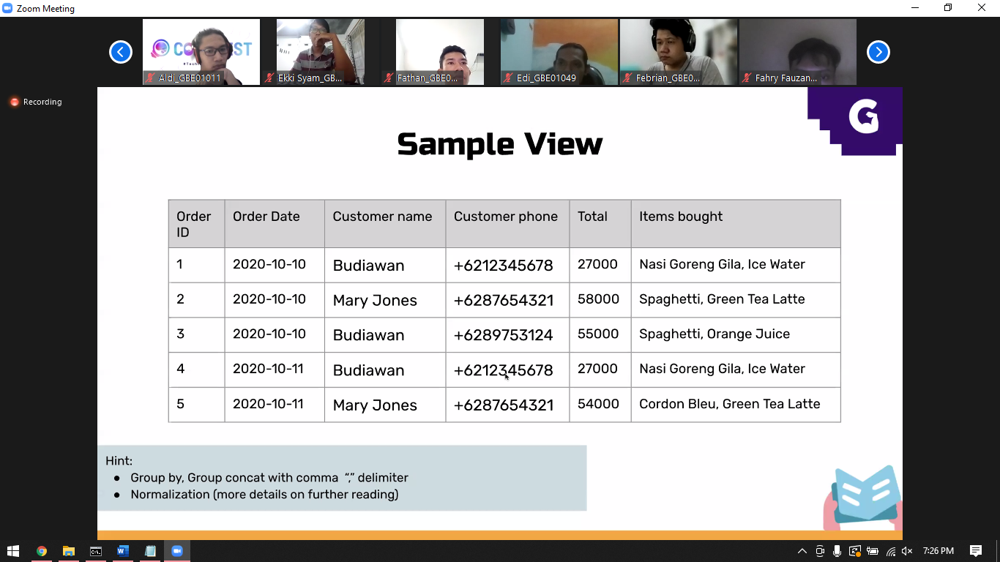 Zoom Meeting
#Tech
Aldi_GBE01011
Ekki Syam_GB...
Fathan_GBE0...
Edi_GBE01049
Febrian_GBE0...
Fahry Fauzan...
Recording
G
Sample View
Order ID Order Date Customer name Customer phone Total Items bought
1 2020-10-10 Budiawan +6212345678 27000 Nasi Goreng Gila, Ice Water
2 2020-10-10 Mary Jones +6287654321 58000 Spaghetti, Green Tea Latte
3 2020-10-10 Budiawan +6289753124 55000 Spaghetti, Orange Juice
4 2020-10-11 Budiawan +6212345678 27000 Nasi Goreng Gila, Ice Water
5 2020-10-11 Mary Jones +6287654321 54000 Cordon Bleu, Green Tea Latte
Hint:
● Group by, Group concat with comma “,” delimiter
● Normalization (more details on further reading)
7:26 PM